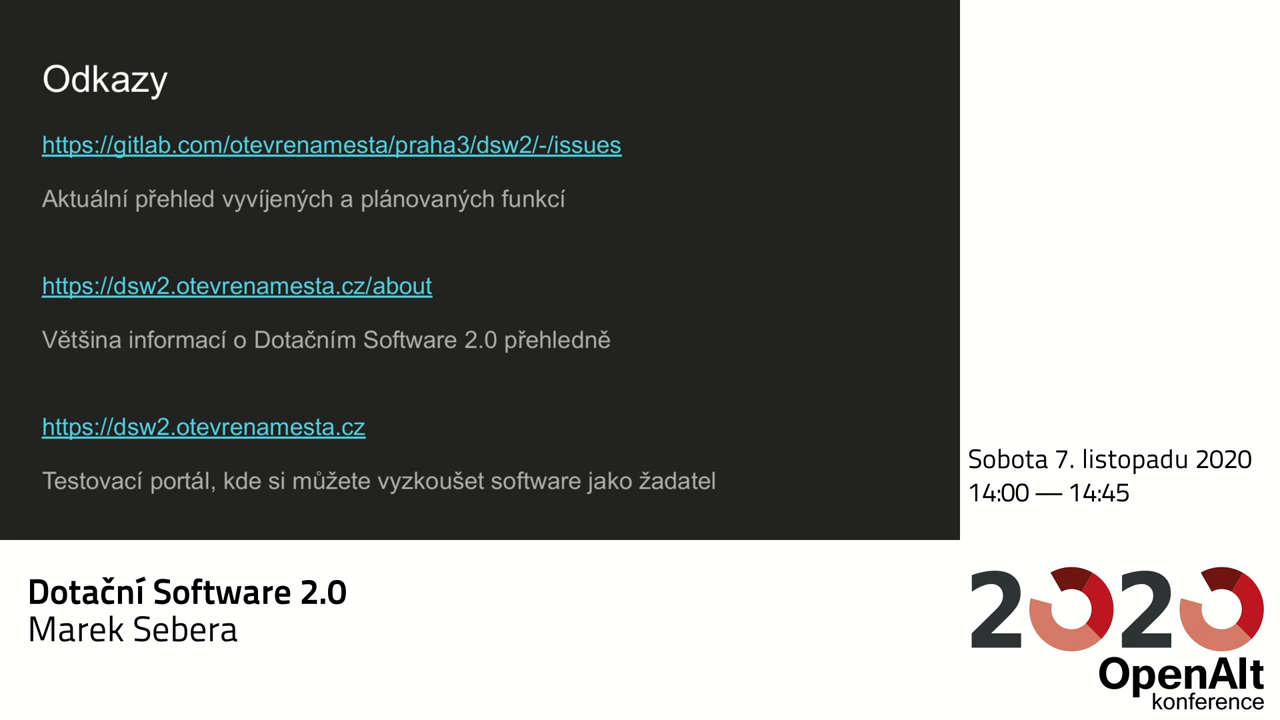 Odkazy
https://gitlab.com/otevrenamesta/praha3/dsw2/-/issues
Aktuální přehled vyvíjených a plánovaných funkcí
https://dsw2.otevrenamesta.cz/about
Většina informací o Dotačním Software 2.0 přehledně
https://dsw2.otevrenamesta.cz
Testovací portál, kde si můžete vyzkoušet software jako žadatel
Sobota 7. listopadu 2020
14:00 — 14:45
Dotační Software 2.0
Marek Sebera
2020
OpenAlt
konference